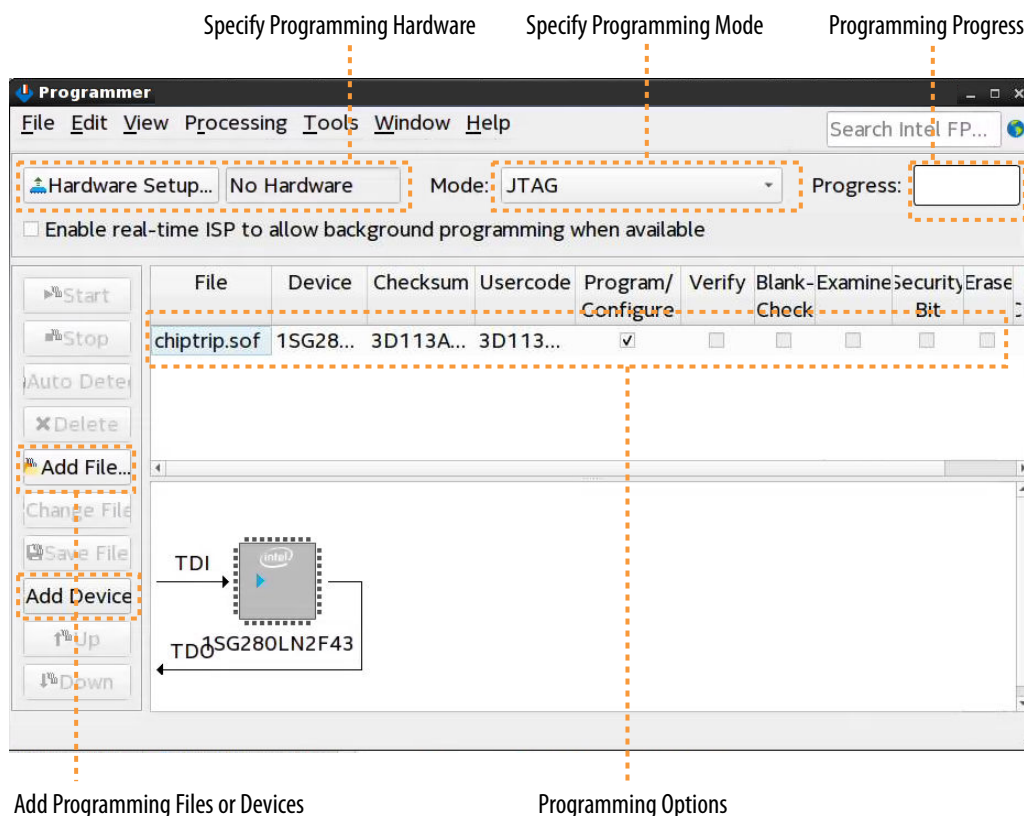 Specify Programming Hardware Specify Programming Mode Programming Progress
Programmer
File Edit View Processing Tools Window Help
Search Intel FP...
Hardware Setup... No Hardware Mode: JTAG Progress:
Enable real-time ISP to allow background programming when available
File Device Checksum Usercode Program/ Verify Blank- Examine Security Erase
Configure Check Bit
chiptrip.sof 1SG28... 3D113A... 3D113...
Start
Stop
Auto Dete
Delete
Add File...
Change File
Save File
Add Device
Up
Down
TDI
intel
1SG280LN2F43
TDO
Add Programming Files or Devices Programming Options